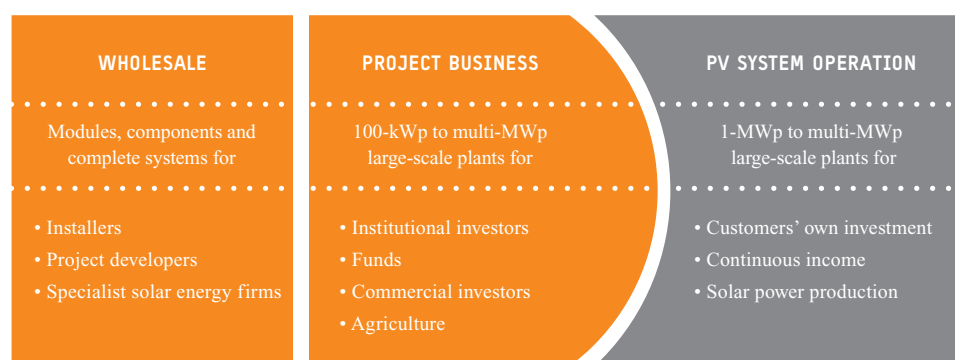 WHOLESALE
Modules, components and
complete systems for
• Installers
• Project developers
• Specialist solar energy firms
PROJECT BUSINESS
100-kWp to multi-MWp
large-scale plants for
• Institutional investors
• Funds
• Commercial investors
• Agriculture
PV SYSTEM OPERATION
1-MWp to multi-MWp
large-scale plants for
• Customers’ own investment
• Continuous income
• Solar power production